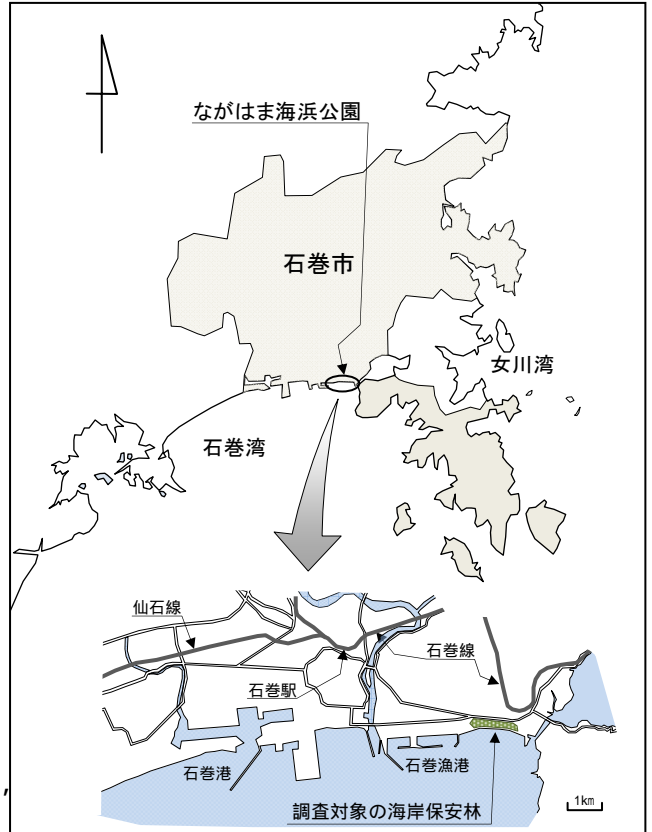 ながはま海浜公園
石巻市
女川湾
石巻湾
仙石線
石巻線
石巻駅
石巻港
石巻漁港
調査対象の海岸保安林
1km
,